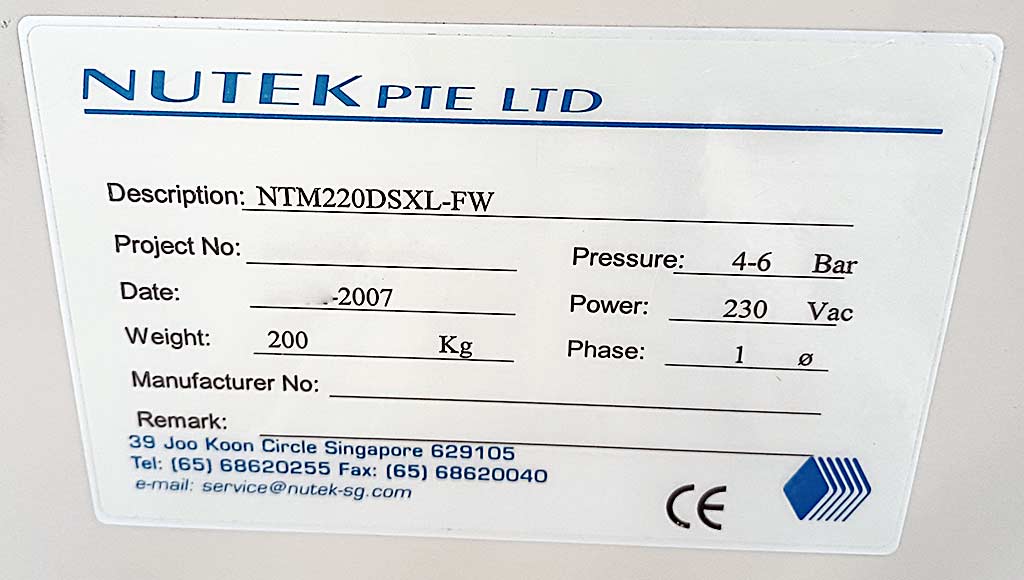 NUTEK PTE LTD
Description: NTM220DSXL-FW
Project No:
Pressure: 4-6 Bar
Date: -2007
Power: 230 Vac
Weight: 200 Kg
Phase: 1 ø
Manufacturer No:
Remark:
39 Joo Koon Circle Singapore 629105
Tel: (65) 68620255 Fax: (65) 68620040
e-mail: service@nutek-sg.com
CE